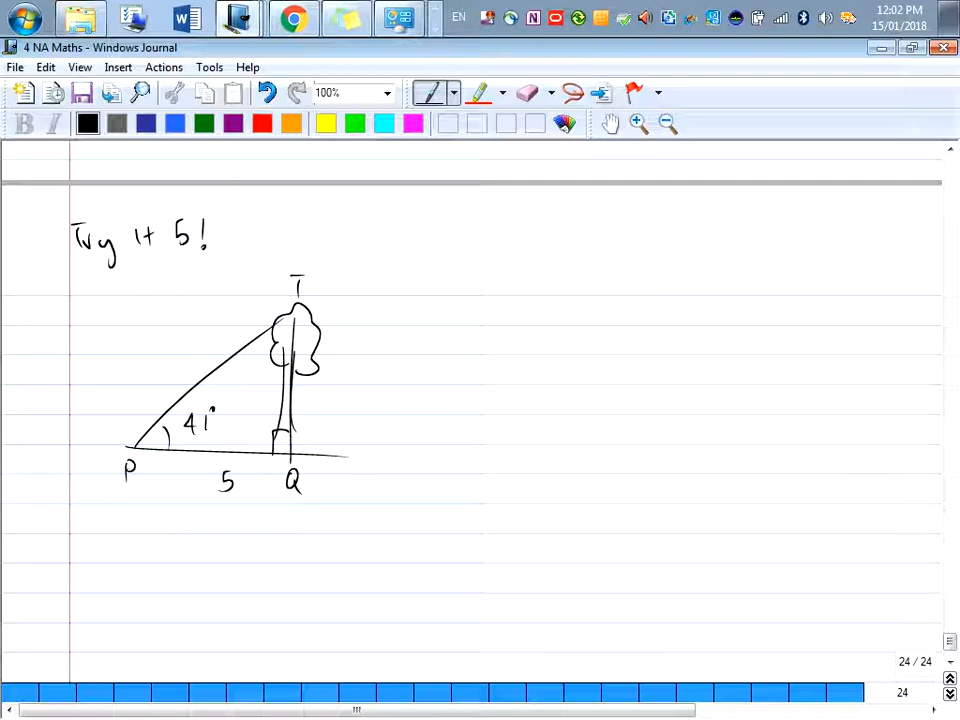 EN
12:02 PM
15/01/2018
4 NA Maths - Windows Journal
File Edit View Insert Actions Tools Help
100%
B I
Try it 5!
T
41°
P 5 Q
24 / 24
24